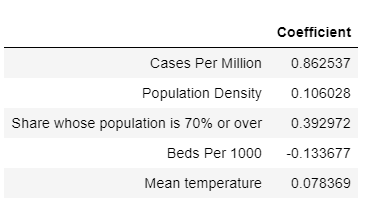 Coefficient
Cases Per Million 0.862537
Population Density 0.106028
Share whose population is 70% or over 0.392972
Beds Per 1000 -0.133677
Mean temperature 0.078369